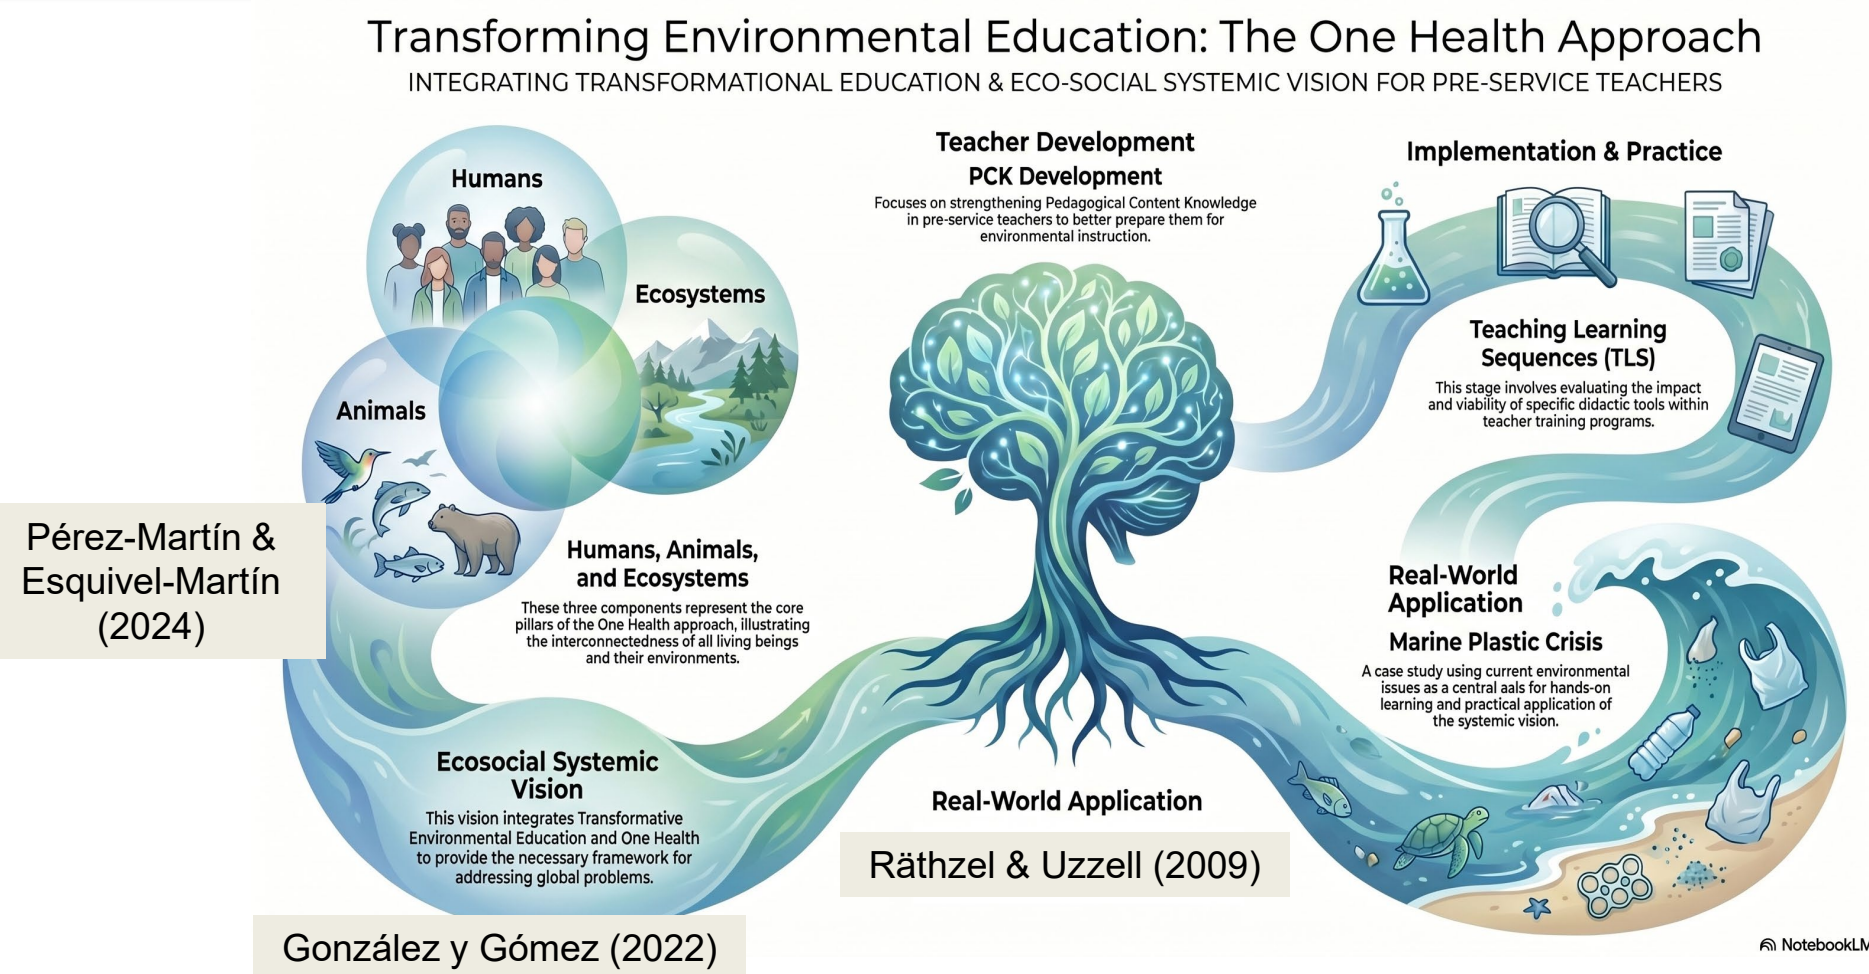 Transforming Environmental Education: The One Health Approach
INTEGRATING TRANSFORMATIONAL EDUCATION & ECO-SOCIAL SYSTEMIC VISION FOR PRE-SERVICE TEACHERS
Humans
Ecosystems
Animals
Pérez-Martín &
Esquivel-Martín
(2024)
Humans, Animals,
and Ecosystems
These three components represent the core
pillars of the One Health approach, illustrating
the interconnectedness of all living beings
and their environments.
Ecosocial Systemic
Vision
This vision integrates Transformative
Environmental Education and One Health
to provide the necessary framework for
addressing global problems.
González y Gómez (2022)
Teacher Development
PCK Development
Focuses on strengthening Pedagogical Content Knowledge
in pre-service teachers to better prepare them for
environmental instruction.
Real-World Application
Räthzel & Uzzell (2009)
Implementation & Practice
Teaching Learning
Sequences (TLS)
This stage involves evaluating the impact
and viability of specific didactic tools within
teacher training programs.
Real-World
Application
Marine Plastic Crisis
A case study using current environmental
issues as a central aals for hands-on
learning and practical application of
the systemic vision.
NotebookLM